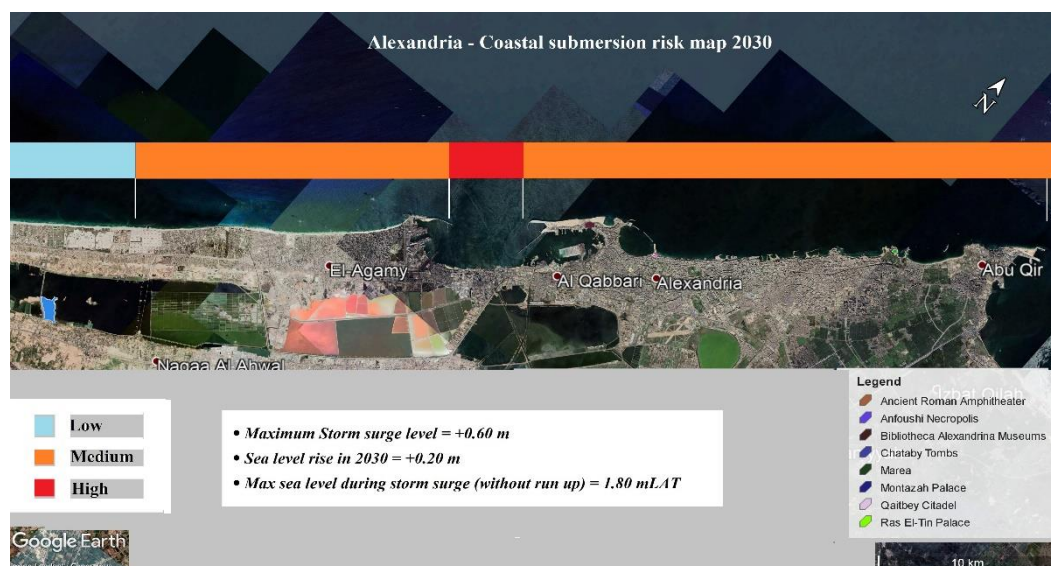 Alexandria - Coastal submersion risk map 2030
N
El-Agamy
Al Qabbari
Alexandria
Abu Qir
Nagaa Al Ahwal
Low
Medium
High
• Maximum Storm surge level = +0.60 m
• Sea level rise in 2030 = +0.20 m
• Max sea level during storm surge (without run up) = 1.80 mLAT
Legend
Ancient Roman Amphitheater
Anfoushi Necropolis
Bibliotheca Alexandrina Museums
Chataby Tombs
Marea
Montazah Palace
Qaitbey Citadel
Ras El-Tin Palace
Google Earth
10 km